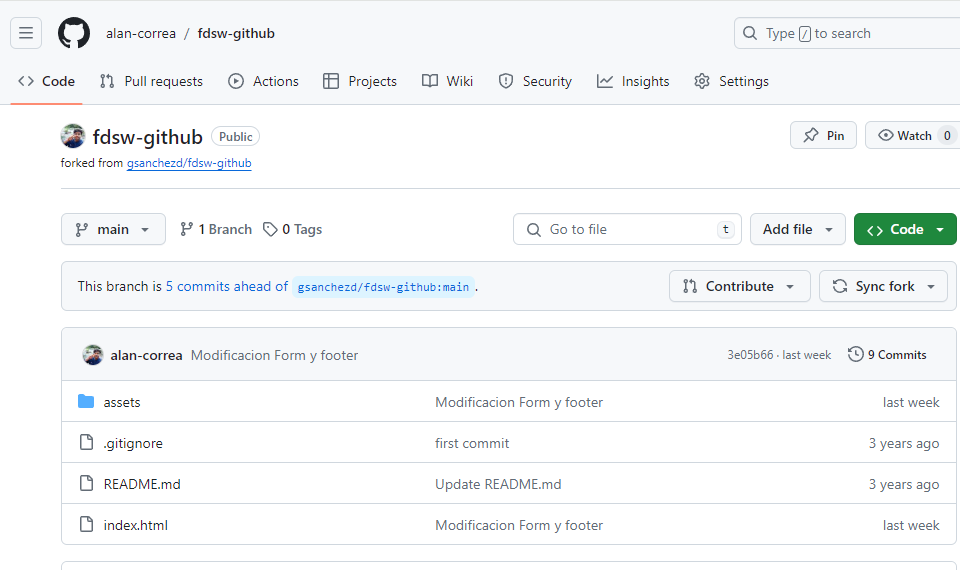 alan-correa / fdsw-github
Type / to search
Code Pull requests Actions Projects Wiki Security Insights Settings
fdsw-github Public
Pin Watch 0
forked from gsanchezd/fdsw-github
main 1 Branch 0 Tags Go to file t Add file Code
This branch is 5 commits ahead of gsanchezd/fdsw-github:main . Contribute Sync fork
alan-correa Modificacion Form y footer 3e05b66 · last week 9 Commits
assets Modificacion Form y footer last week
.gitignore first commit 3 years ago
README.md Update README.md 3 years ago
index.html Modificacion Form y footer last week